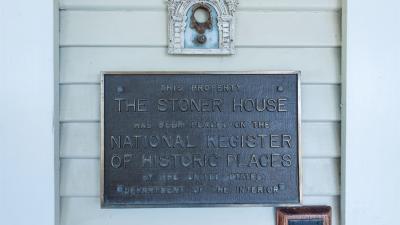 THIS PROPERTY
THE STONER HOUSE
HAS BEEN PLACED ON THE
NATIONAL REGISTER
OF HISTORIC PLACES
BY THE UNITED STATES
DEPARTMENT OF THE INTERIOR